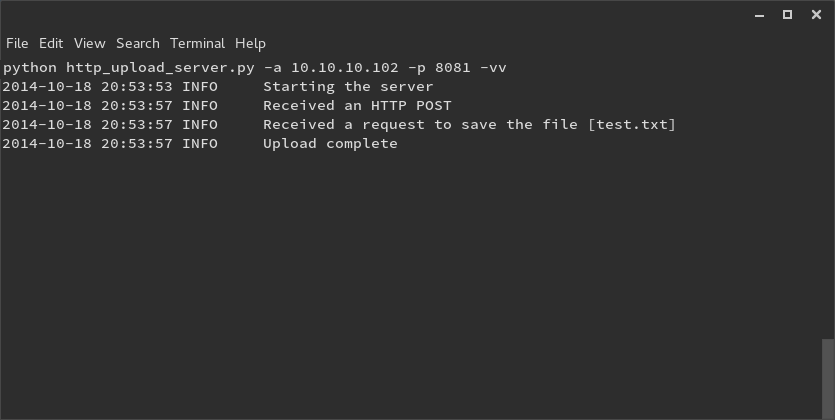 File Edit View Search Terminal Help
python http_upload_server.py -a 10.10.10.102 -p 8081 -vv
2014-10-18 20:53:53 INFO     Starting the server
2014-10-18 20:53:57 INFO     Received an HTTP POST
2014-10-18 20:53:57 INFO     Received a request to save the file [test.txt]
2014-10-18 20:53:57 INFO     Upload complete